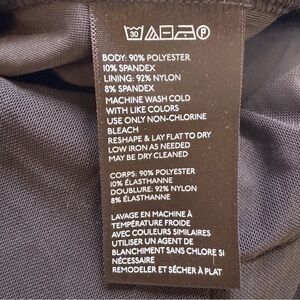 30 P
BODY: 90% POLYESTER
10% SPANDEX
LINING: 92% NYLON
8% SPANDEX
MACHINE WASH COLD
WITH LIKE COLORS
USE ONLY NON-CHLORINE
BLEACH
RESHAPE & LAY FLAT TO DRY
LOW IRON AS NEEDED
MAY BE DRY CLEANED
CORPS: 90% POLYESTER
10% ÉLASTHANNE
DOUBLURE: 92% NYLON
8% ÉLASTHANNE
LAVAGE EN MACHINE À
TEMPÉRATURE FROIDE
AVEC COULEURS SIMILAIRES
UTILISER UN AGENT DE
BLANCHIMENT SANS CHLORE SI
NÉCESSAIRE
REMODELER ET SÉCHER À PLAT